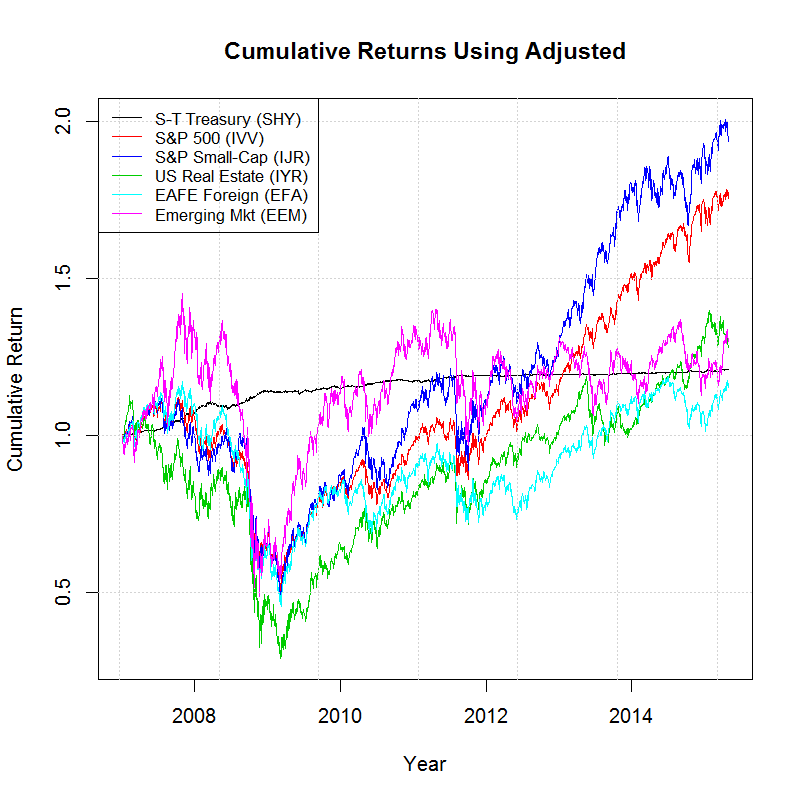 Cumulative Returns Using Adjusted
S-T Treasury (SHY)
S&P 500 (IVV)
S&P Small-Cap (IJR)
US Real Estate (IYR)
EAFE Foreign (EFA)
Emerging Mkt (EEM)
Cumulative Return
2.0
1.5
1.0
0.5
2008 2010 2012 2014
Year